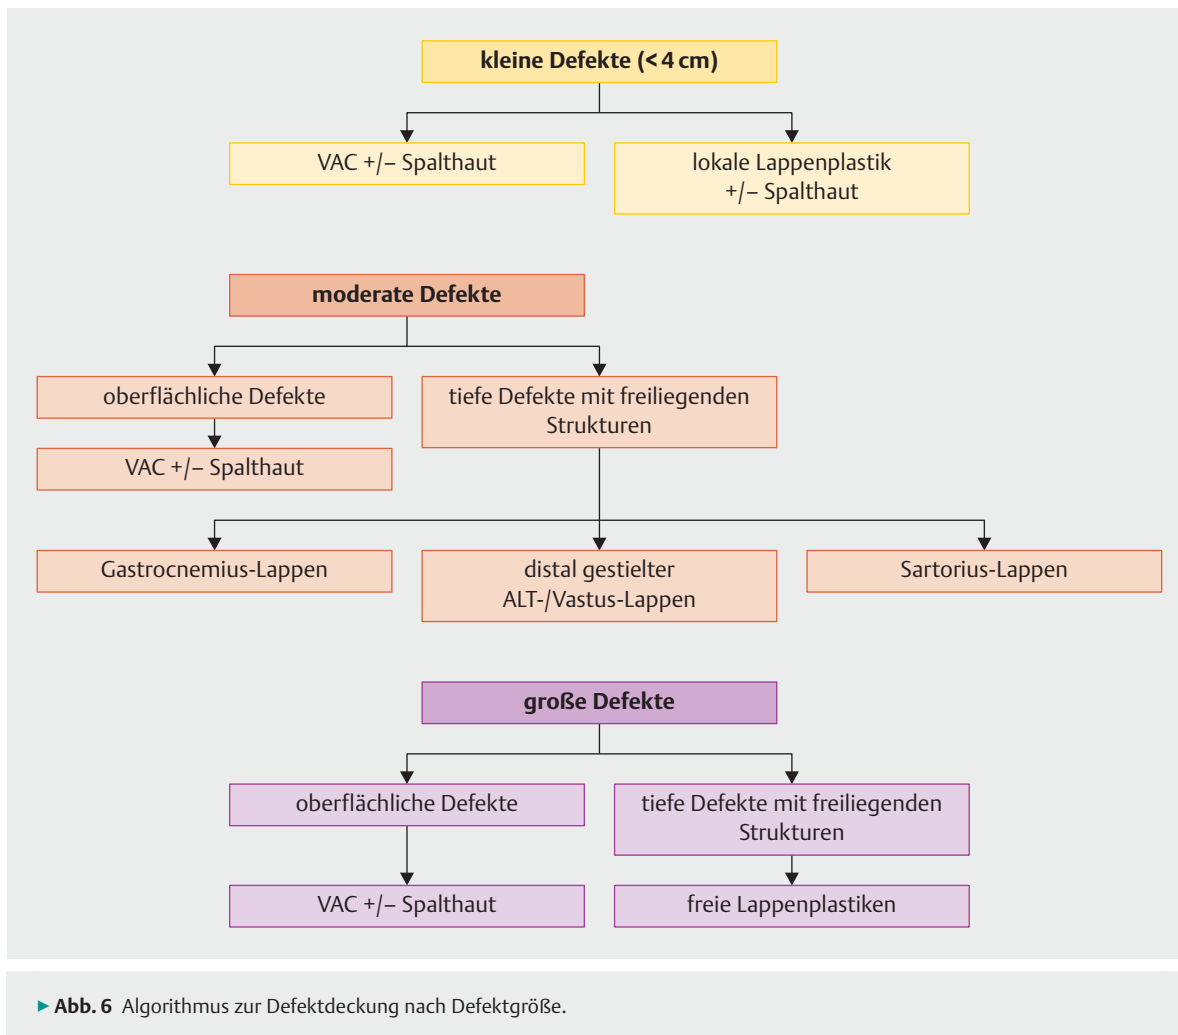 kleine Defekte (< 4 cm)
VAC +/– Spalthaut
lokale Lappenplastik
+/– Spalthaut
moderate Defekte
oberflächliche Defekte
tiefe Defekte mit freiliegenden
Strukturen
VAC +/– Spalthaut
Gastrocnemius-Lappen
distal gestielter
ALT-/Vastus-Lappen
Sartorius-Lappen
große Defekte
oberflächliche Defekte
tiefe Defekte mit freiliegenden
Strukturen
VAC +/– Spalthaut
freie Lappenplastiken
▶ Abb. 6 Algorithmus zur Defektdeckung nach Defektgröße.